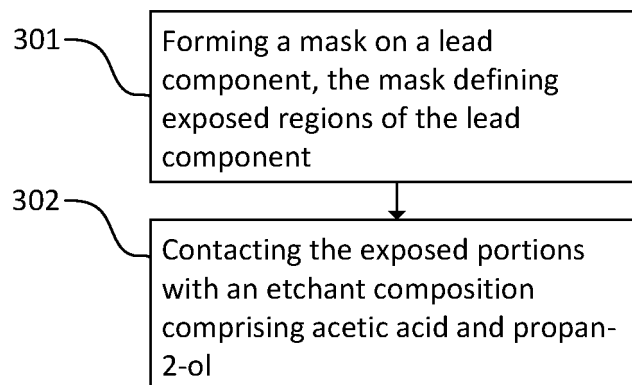 301
Forming a mask on a lead
component, the mask defining
exposed regions of the lead
component
302
Contacting the exposed portions
with an etchant composition
comprising acetic acid and propan-
2-ol